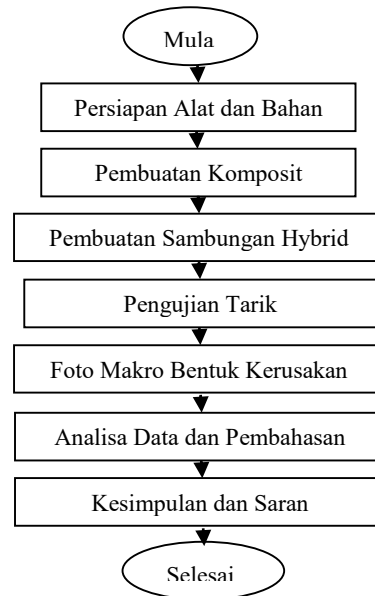 Mula
Persiapan Alat dan Bahan
Pembuatan Komposit
Pembuatan Sambungan Hybrid
Pengujian Tarik
Foto Makro Bentuk Kerusakan
Analisa Data dan Pembahasan
Kesimpulan dan Saran
Selesai